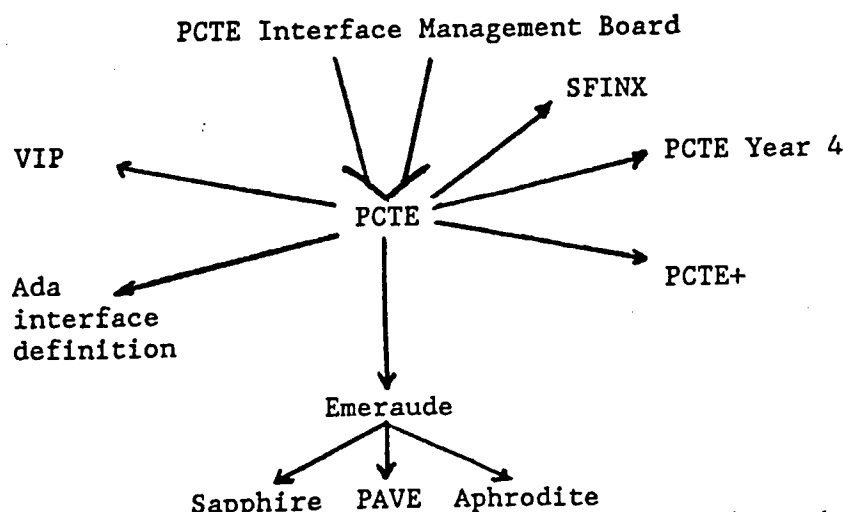 PCTE Interface Management Board
SFINX
VIP
PCTE Year 4
PCTE
Ada
interface
definition
PCTE+
Emeraude
Sapphire PAVE Aphrodite